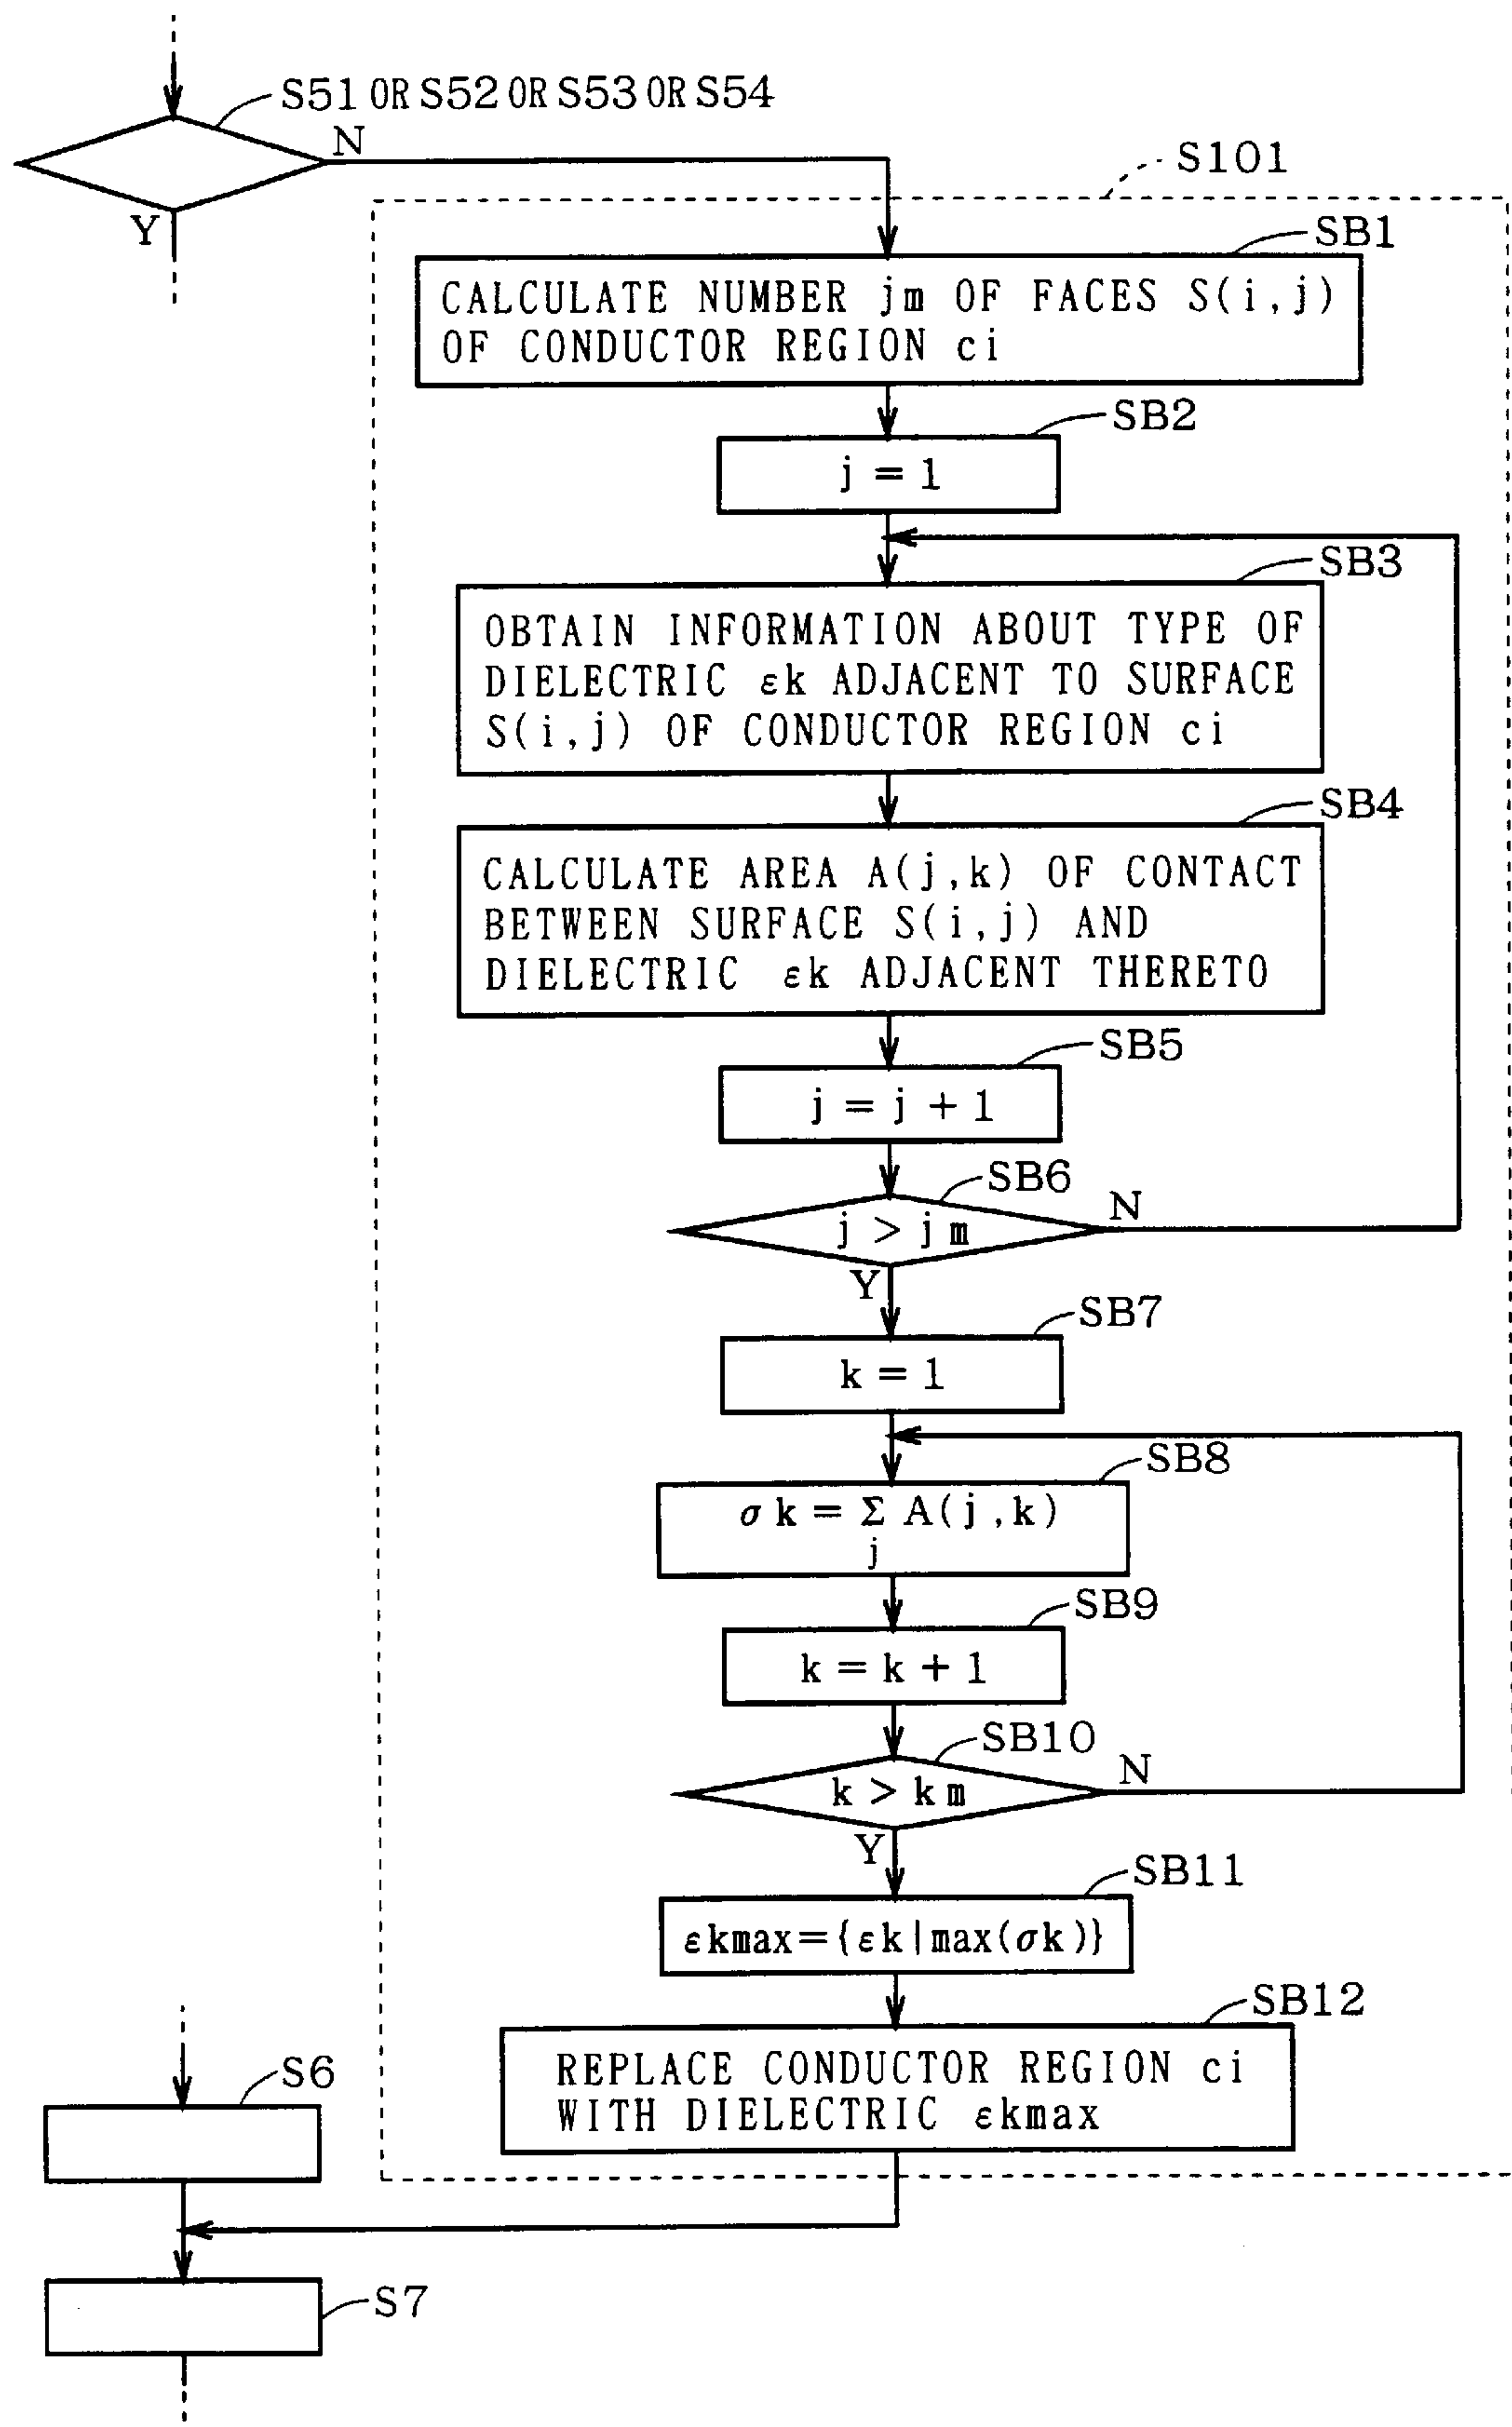 S51 OR S52 OR S53 OR S54
N
Y
S101
SB1
CALCULATE NUMBER jm OF FACES S(i,j)
OF CONDUCTOR REGION ci
SB2
j = 1
SB3
OBTAIN INFORMATION ABOUT TYPE OF
DIELECTRIC εk ADJACENT TO SURFACE
S(i,j) OF CONDUCTOR REGION ci
SB4
CALCULATE AREA A(j,k) OF CONTACT
BETWEEN SURFACE S(i,j) AND
DIELECTRIC εk ADJACENT THERETO
SB5
j = j + 1
SB6
j > jm
N
Y
SB7
k = 1
SB8
σk = Σ A(j,k)
j
SB9
k = k + 1
SB10
k > km
N
Y
SB11
εkmax={εk|max(σk)}
SB12
REPLACE CONDUCTOR REGION ci
WITH DIELECTRIC εkmax
S6
S7